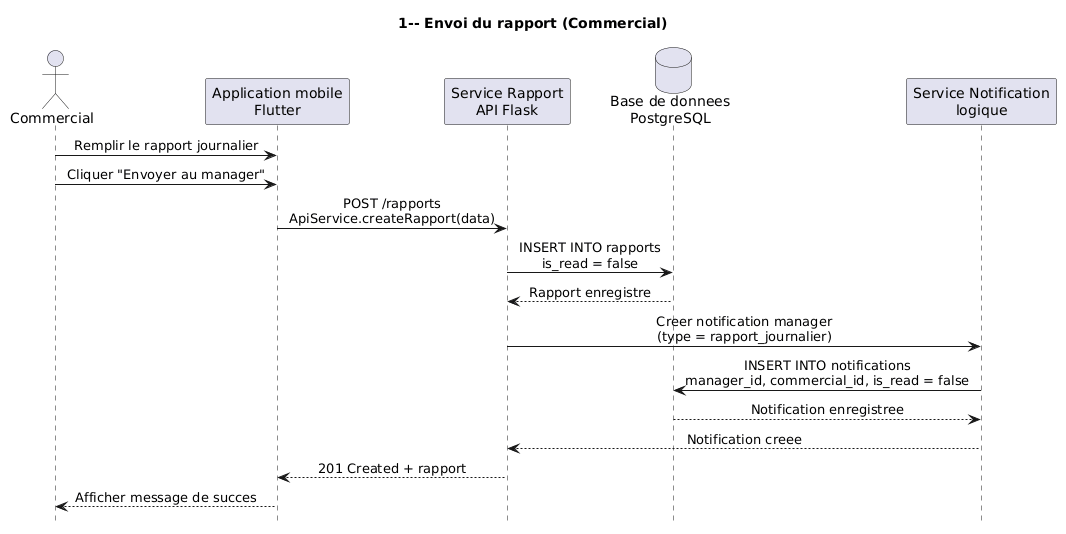 1-- Envoi du rapport (Commercial)
Commercial
Application mobile
Flutter
Service Rapport
API Flask
Base de donnees
PostgreSQL
Service Notification
logique
Remplir le rapport journalier
Cliquer "Envoyer au manager"
POST /rapports
ApiService.createRapport(data)
INSERT INTO rapports
is_read = false
Rapport enregistre
Creer notification manager
(type = rapport_journalier)
INSERT INTO notifications
manager_id, commercial_id, is_read = false
Notification enregistree
Notification creee
201 Created + rapport
Afficher message de succes